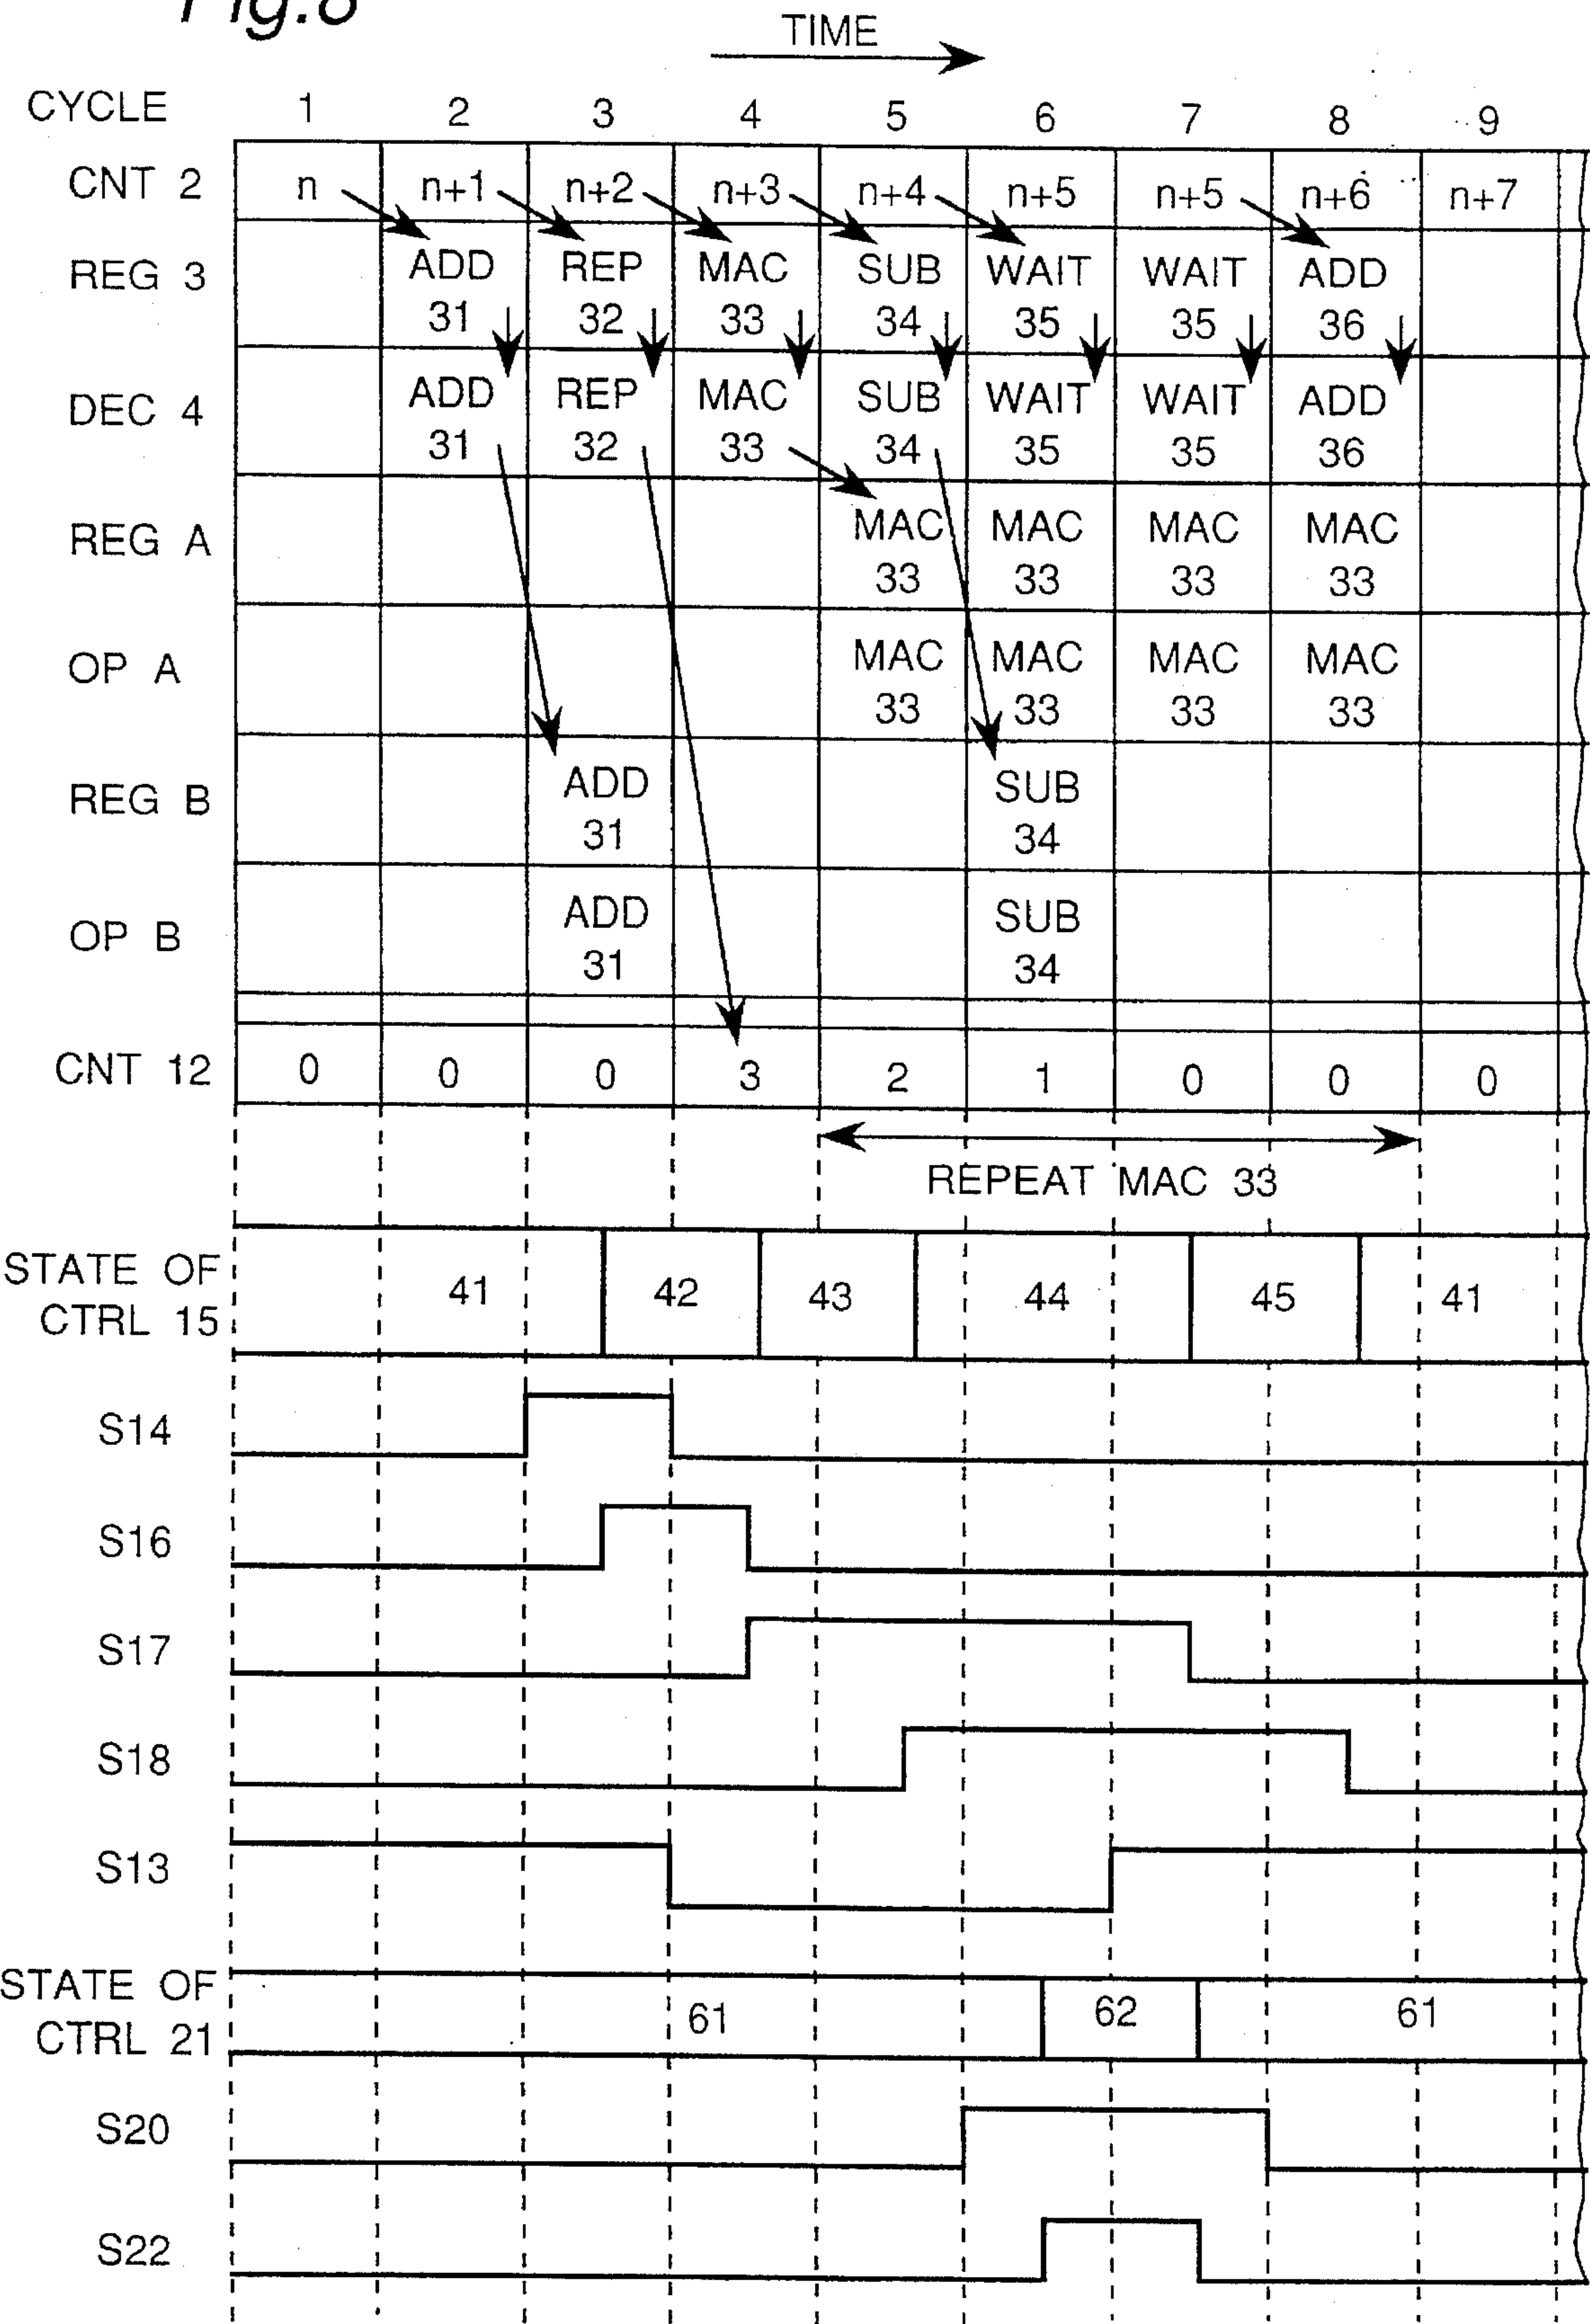 Fig.8
TIME
CYCLE 1 2 3 4 5 6 7 8 9
CNT 2 n n+1 n+2 n+3 n+4 n+5 n+5 n+6 n+7
REG 3 ADD REP MAC SUB WAIT WAIT ADD
31 32 33 34 35 35 36
DEC 4 ADD REP MAC SUB WAIT WAIT ADD
31 32 33 34 35 35 36
REG A MAC MAC MAC MAC
33 33 33 33
OP A MAC MAC MAC MAC
33 33 33 33
REG B ADD SUB
31 34
OP B ADD SUB
31 34
CNT 12 0 0 0 3 2 1 0 0 0
REPEAT MAC 33
STATE OF
CTRL 15 41 42 43 44 45 41
S14
S16
S17
S18
S13
STATE OF
CTRL 21 61 62 61
S20
S22